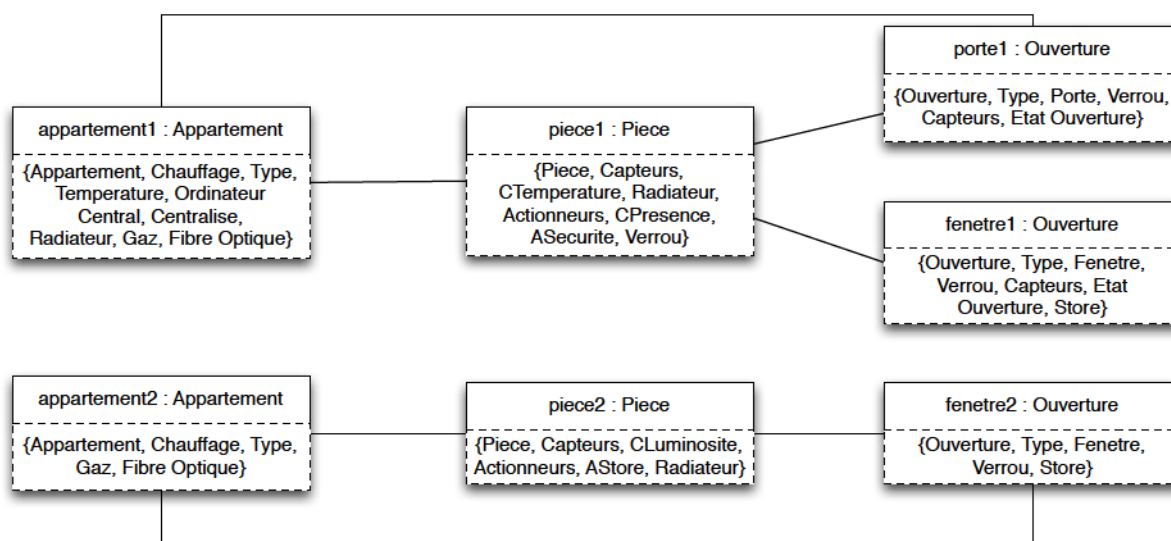 porte1 : Ouverture
{Ouverture, Type, Porte, Verrou,
Capteurs, Etat Ouverture}
appartement1 : Appartement
{Appartement, Chauffage, Type,
Temperature, Ordinateur
Central, Centralise,
Radiateur, Gaz, Fibre Optique}
piece1 : Piece
{Piece, Capteurs,
CTemperature, Radiateur,
Actionneurs, CPresence,
ASecurite, Verrou}
fenetre1 : Ouverture
{Ouverture, Type, Fenetre,
Verrou, Capteurs, Etat
Ouverture, Store}
appartement2 : Appartement
{Appartement, Chauffage, Type,
Gaz, Fibre Optique}
piece2 : Piece
{Piece, Capteurs, CLuminosite,
Actionneurs, AStore, Radiateur}
fenetre2 : Ouverture
{Ouverture, Type, Fenetre,
Verrou, Store}